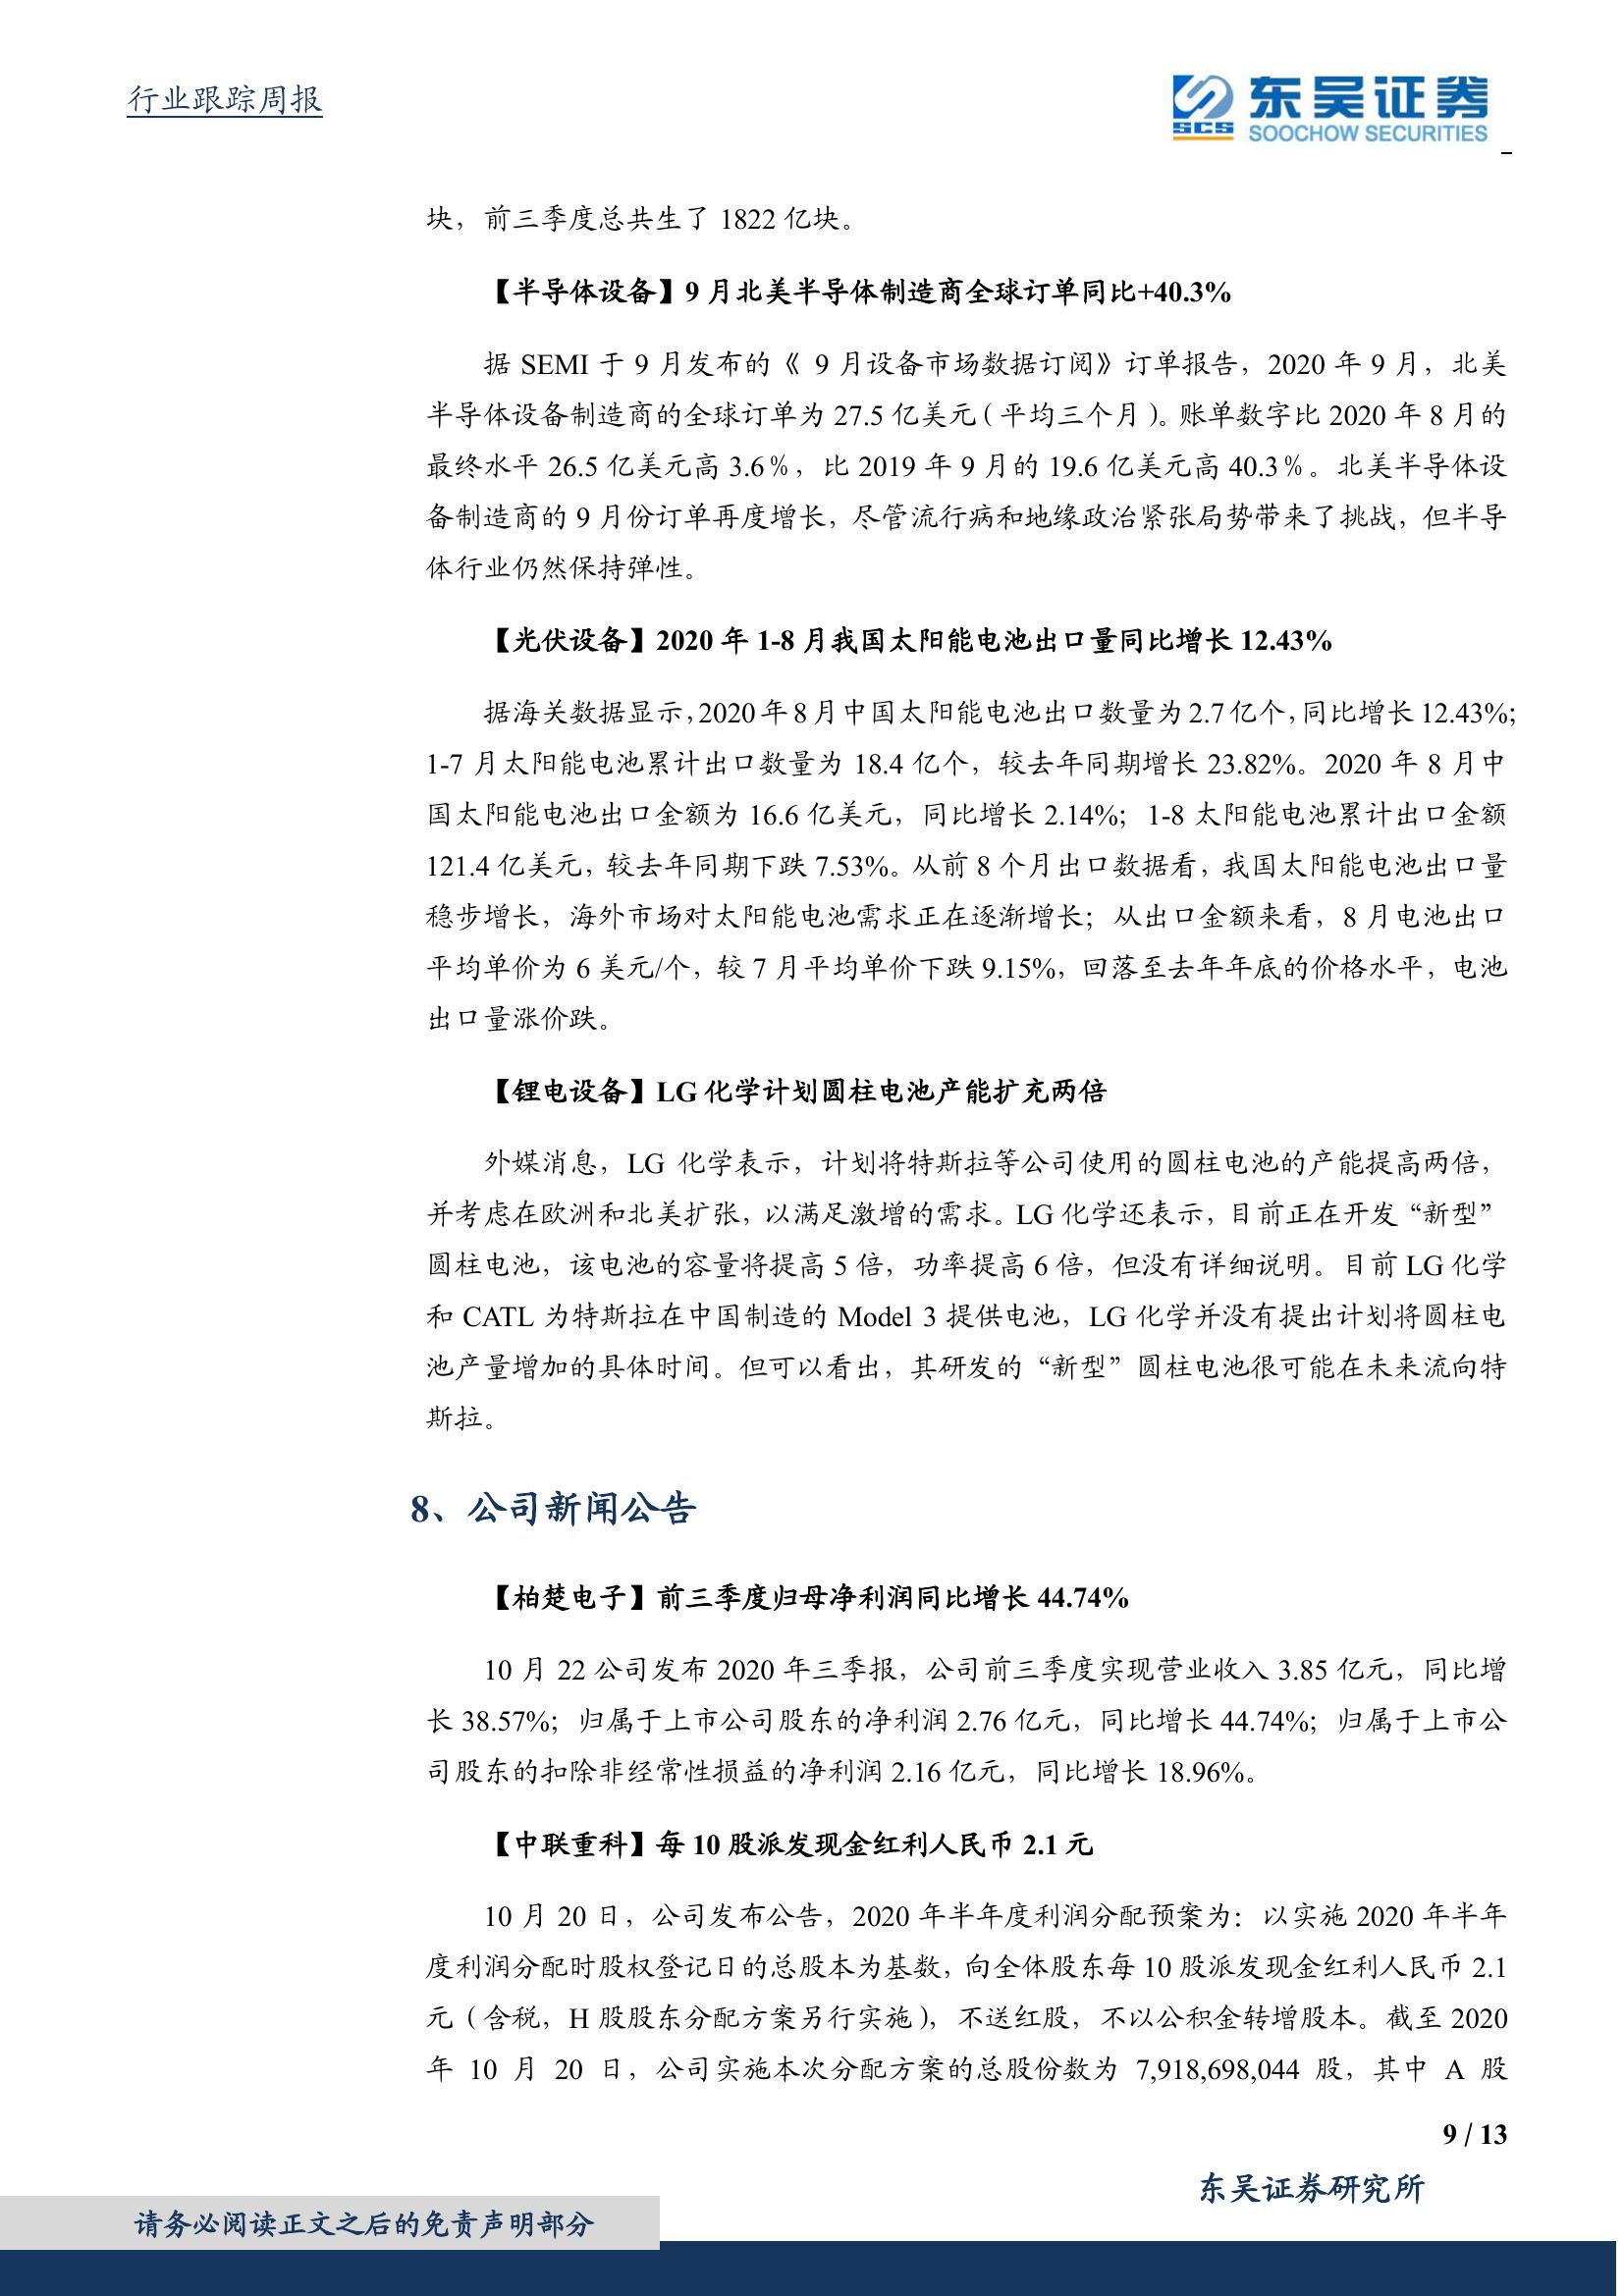 行业跟踪周报
SCS
东吴证券
SOOCHOW SECURITIES
块，前三季度总共生了 1822 亿块。
【半导体设备】9 月北美半导体制造商全球订单同比+40.3%
据 SEMI 于 9 月发布的《 9 月设备市场数据订阅》订单报告，2020 年 9 月，北美
半导体设备制造商的全球订单为 27.5 亿美元（平均三个月）。账单数字比 2020 年 8 月的
最终水平 26.5 亿美元高 3.6％，比 2019 年 9 月的 19.6 亿美元高 40.3％。北美半导体设
备制造商的 9 月份订单再度增长，尽管流行病和地缘政治紧张局势带来了挑战，但半导
体行业仍然保持弹性。
【光伏设备】2020 年 1-8 月我国太阳能电池出口量同比增长 12.43%
据海关数据显示，2020 年 8 月中国太阳能电池出口数量为 2.7 亿个，同比增长 12.43%；
1-7 月太阳能电池累计出口数量为 18.4 亿个，较去年同期增长 23.82%。2020 年 8 月中
国太阳能电池出口金额为 16.6 亿美元，同比增长 2.14%；1-8 太阳能电池累计出口金额
121.4 亿美元，较去年同期下跌 7.53%。从前 8 个月出口数据看，我国太阳能电池出口量
稳步增长，海外市场对太阳能电池需求正在逐渐增长；从出口金额来看，8 月电池出口
平均单价为 6 美元/个，较 7 月平均单价下跌 9.15%，回落至去年年底的价格水平，电池
出口量涨价跌。
【锂电设备】LG 化学计划圆柱电池产能扩充两倍
外媒消息，LG 化学表示，计划将特斯拉等公司使用的圆柱电池的产能提高两倍，
并考虑在欧洲和北美扩张，以满足激增的需求。LG 化学还表示，目前正在开发“新型”
圆柱电池，该电池的容量将提高 5 倍，功率提高 6 倍，但没有详细说明。目前 LG 化学
和 CATL 为特斯拉在中国制造的 Model 3 提供电池，LG 化学并没有提出计划将圆柱电
池产量增加的具体时间。但可以看出，其研发的“新型”圆柱电池很可能在未来流向特
斯拉。
8、公司新闻公告
【柏楚电子】前三季度归母净利润同比增长 44.74%
10 月 22 公司发布 2020 年三季报，公司前三季度实现营业收入 3.85 亿元，同比增
长 38.57%；归属于上市公司股东的净利润 2.76 亿元，同比增长 44.74%；归属于上市公
司股东的扣除非经常性损益的净利润 2.16 亿元，同比增长 18.96%。
【中联重科】每 10 股派发现金红利人民币 2.1 元
10 月 20 日，公司发布公告，2020 年半年度利润分配预案为：以实施 2020 年半年
度利润分配时股权登记日的总股本为基数，向全体股东每 10 股派发现金红利人民币 2.1
元（含税，H 股股东分配方案另行实施），不送红股，不以公积金转增股本。截至 2020
年 10 月 20 日，公司实施本次分配方案的总股份数为 7,918,698,044 股，其中 A 股
9 / 13
东吴证券研究所
请务必阅读正文之后的免责声明部分